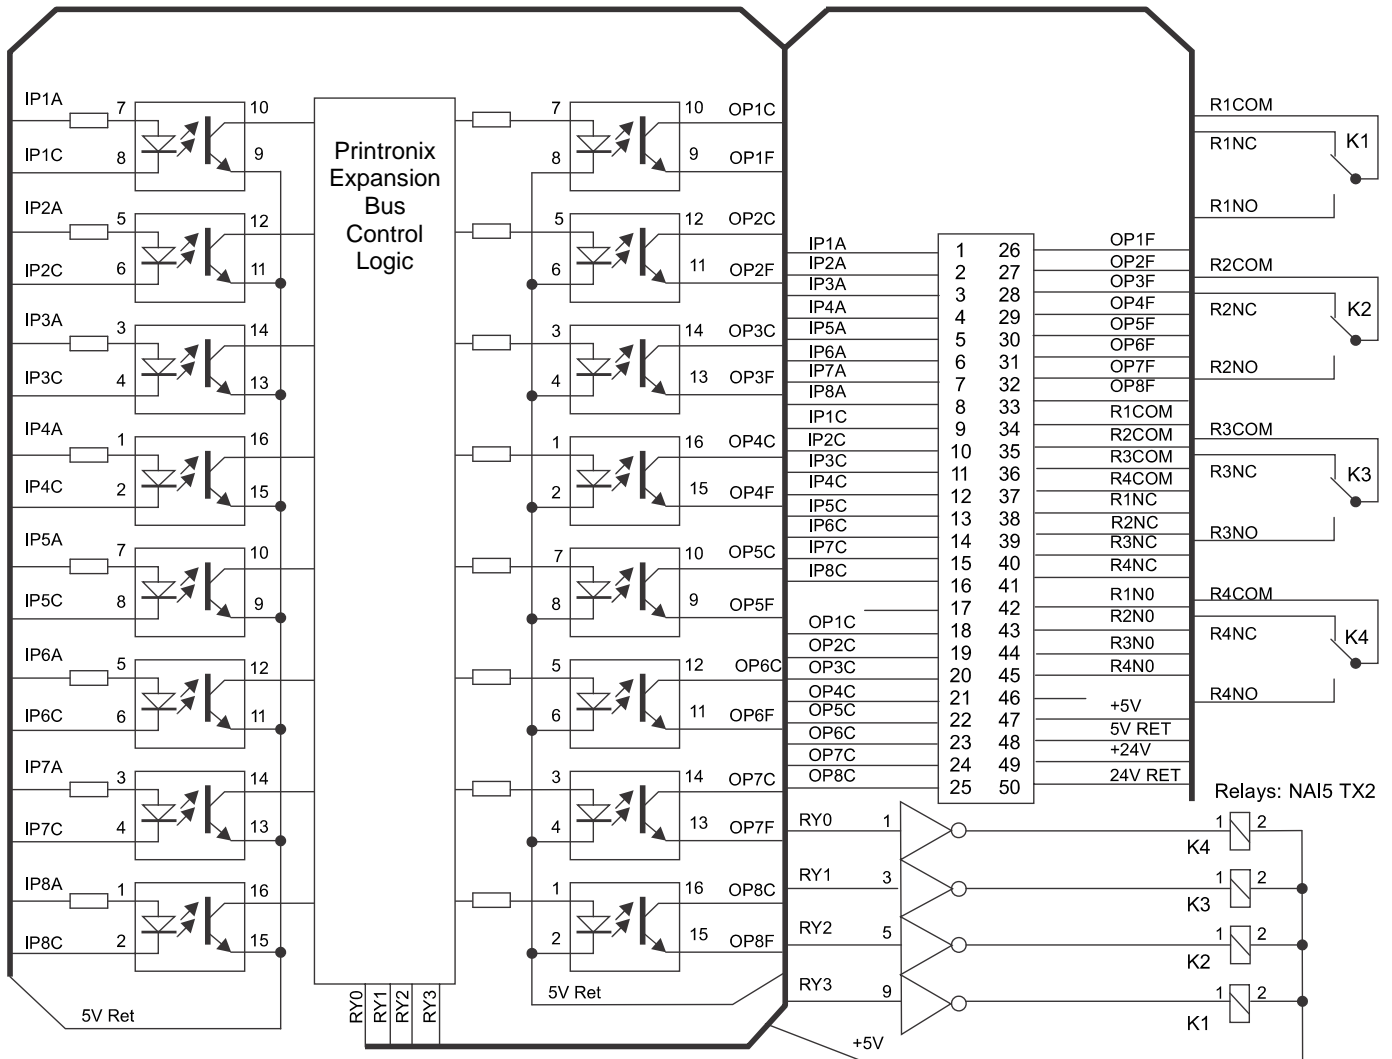 IP1A
7
10
IP1C
8
9
IP2A
5
12
IP2C
6
11
IP3A
3
14
IP3C
4
13
IP4A
1
16
IP4C
2
15
IP5A
7
10
IP5C
8
9
IP6A
5
12
IP6C
6
11
IP7A
3
14
IP7C
4
13
IP8A
1
16
IP8C
2
15
5V Ret
Printronix
Expansion
Bus
Control
Logic
RY0
RY1
RY2
RY3
7
10
OP1C
8
9
OP1F
5
12
OP2C
6
11
OP2F
3
14
OP3C
4
13
OP3F
1
16
OP4C
2
15
OP4F
7
10
OP5C
8
9
OP5F
5
12
OP6C
6
11
OP6F
3
14
OP7C
4
13
OP7F
1
16
OP8C
2
15
OP8F
5V Ret
IP1A
IP2A
IP3A
IP4A
IP5A
IP6A
IP7A
IP8A
IP1C
IP2C
IP3C
IP4C
IP5C
IP6C
IP7C
IP8C
OP1C
OP2C
OP3C
OP4C
OP5C
OP6C
OP7C
OP8C
1 26
2 27
3 28
4 29
5 30
6 31
7 32
8 33
9 34
10 35
11 36
12 37
13 38
14 39
15 40
16 41
17 42
18 43
19 44
20 45
21 46
22 47
23 48
24 49
25 50
OP1F
OP2F
OP3F
OP4F
OP5F
OP6F
OP7F
OP8F
R1COM
R2COM
R3COM
R4COM
R1NC
R2NC
R3NC
R4NC
R1N0
R2N0
R3N0
R4N0
+5V
5V RET
+24V
24V RET
R1COM
R1NC
K1
R1NO
R2COM
R2NC
K2
R2NO
R3COM
R3NC
K3
R3NO
R4COM
R4NC
K4
R4NO
Relays: NAI5 TX2
RY0
1
1 2
K4
RY1
3
1 2
K3
RY2
5
1 2
K2
RY3
9
1 2
K1
+5V